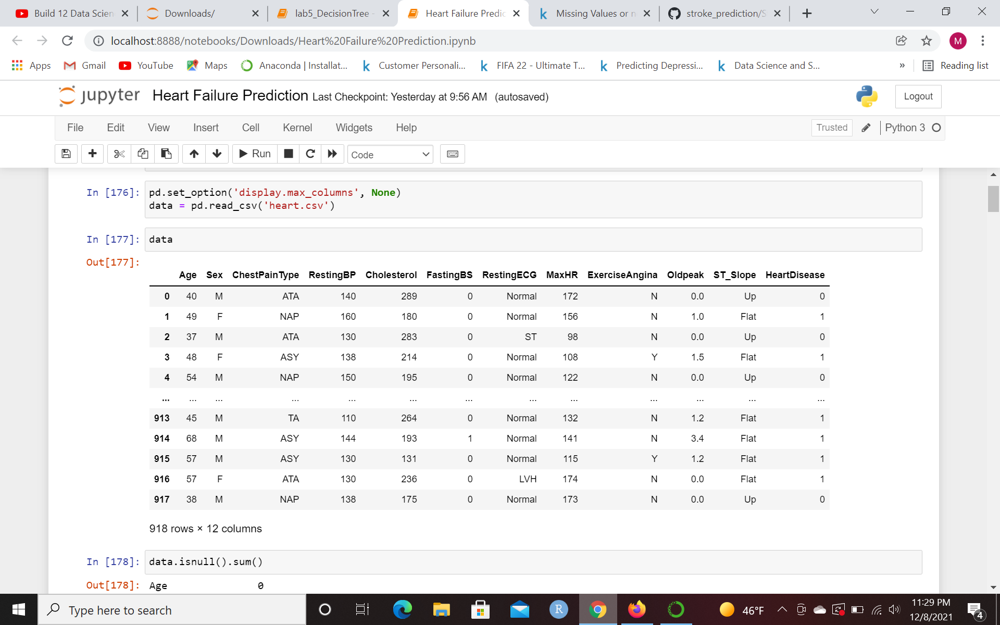 Build 12 Data Scien
Downloads/
lab5_DecisionTree -
Heart Failure Predic
Missing Values or n
stroke_prediction/S
localhost:8888/notebooks/Downloads/Heart%20Failure%20Prediction.ipynb
M
Apps Gmail YouTube Maps Anaconda | Installat... Customer Personali... FIFA 22 - Ultimate T... Predicting Depressi... Data Science and S... » Reading list
jupyter Heart Failure Prediction Last Checkpoint: Yesterday at 9:56 AM (autosaved)
Logout
File Edit View Insert Cell Kernel Widgets Help
Trusted Python 3
Run Code
In [176]: pd.set_option('display.max_columns', None)
data = pd.read_csv('heart.csv')
In [177]: data
Out[177]:
Age Sex ChestPainType RestingBP Cholesterol FastingBS RestingECG MaxHR ExerciseAngina Oldpeak ST_Slope HeartDisease
0 40 M ATA 140 289 0 Normal 172 N 0.0 Up 0
1 49 F NAP 160 180 0 Normal 156 N 1.0 Flat 1
2 37 M ATA 130 283 0 ST 98 N 0.0 Up 0
3 48 F ASY 138 214 0 Normal 108 Y 1.5 Flat 1
4 54 M NAP 150 195 0 Normal 122 N 0.0 Up 0
... ... ... ... ... ... ... ... ... ... ... ... ...
913 45 M TA 110 264 0 Normal 132 N 1.2 Flat 1
914 68 M ASY 144 193 1 Normal 141 N 3.4 Flat 1
915 57 M ASY 130 131 0 Normal 115 Y 1.2 Flat 1
916 57 F ATA 130 236 0 LVH 174 N 0.0 Flat 1
917 38 M NAP 138 175 0 Normal 173 N 0.0 Up 0
918 rows × 12 columns
In [178]: data.isnull().sum()
Out[178]: Age 0
Type here to search
R
46°F
11:29 PM
12/8/2021
4